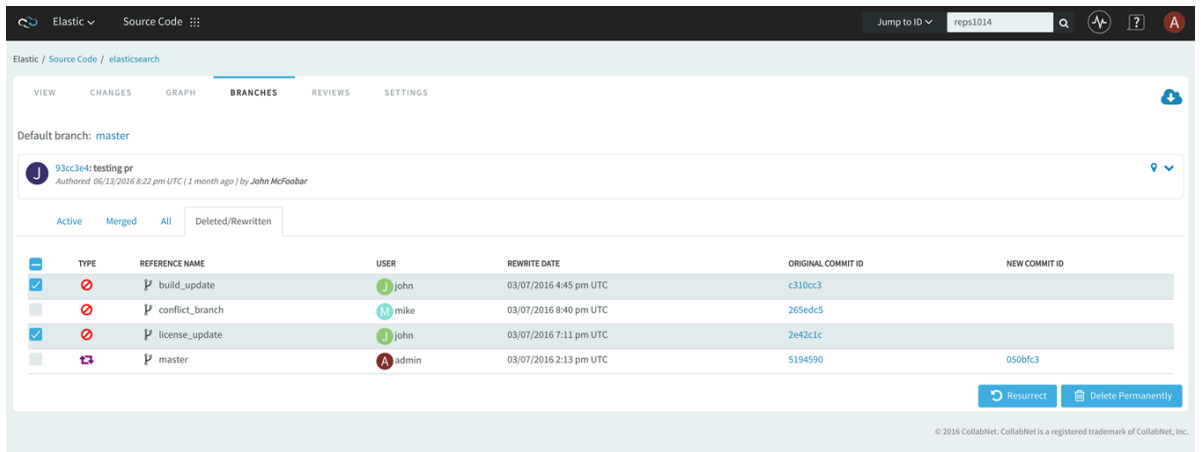 Elastic Source Code Jump to ID reps1014 ? A
Elastic / Source Code / elasticsearch
VIEW CHANGES GRAPH BRANCHES REVIEWS SETTINGS
Default branch: master
J 93cc3e4: testing pr
Authored 06/13/2016 8:22 pm UTC ( 1 month ago ) by John McFoobar
Active Merged All Deleted/Rewritten
TYPE REFERENCE NAME USER REWRITE DATE ORIGINAL COMMIT ID NEW COMMIT ID
build_update J john 03/07/2016 4:45 pm UTC c310cc3
conflict_branch M mike 03/07/2016 8:40 pm UTC 265edc5
license_update J john 03/07/2016 7:11 pm UTC 2e42c1c
master A admin 03/07/2016 2:13 pm UTC 5194590 050bfc3
Resurrect Delete Permanently
© 2016 CollabNet. CollabNet is a registered trademark of CollabNet, Inc.